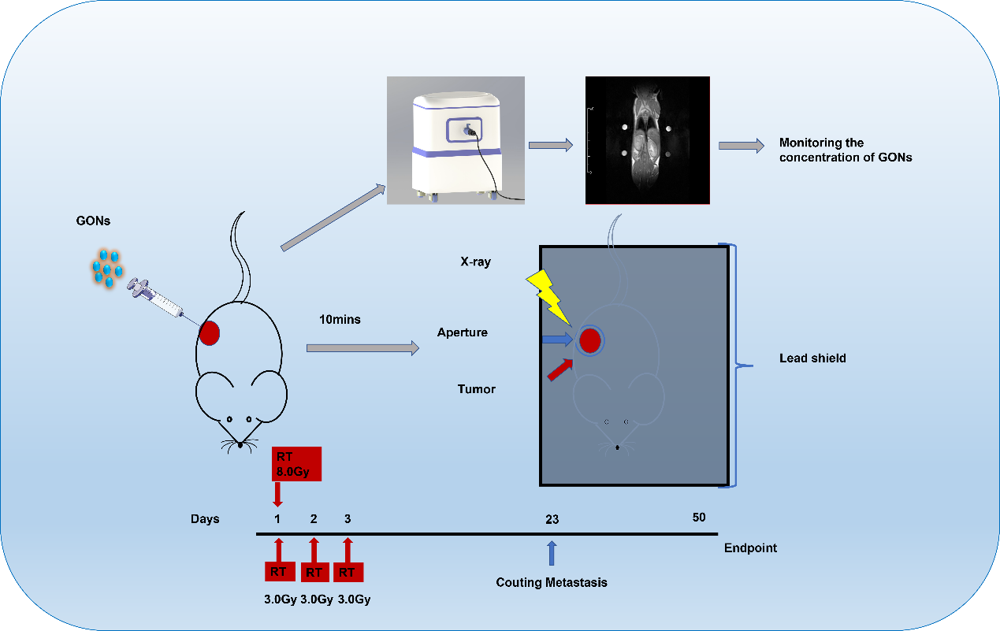 Monitoring the
concentration of GONs
GONs
X-ray
10mins
Aperture
Lead shield
Tumor
RT
8.0Gy
Days
1
2
3
23
50
Endpoint
RT
RT
RT
3.0Gy
3.0Gy
3.0Gy
Couting Metastasis